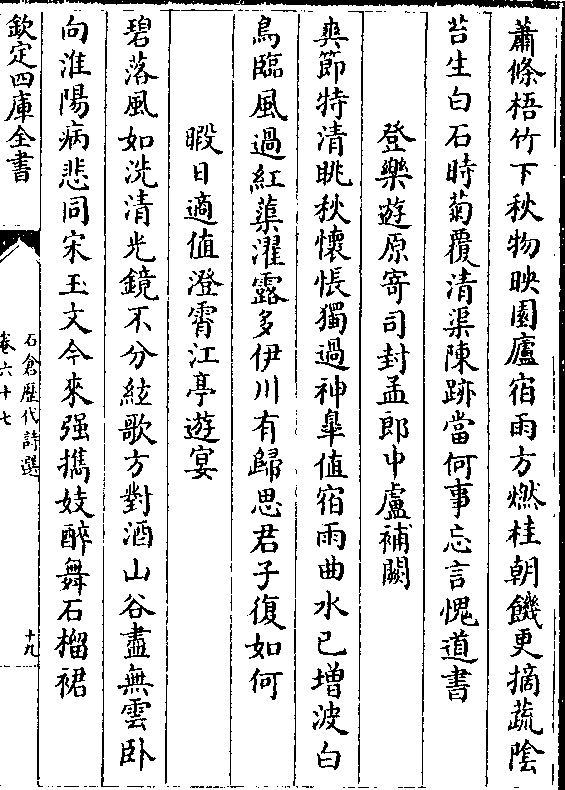 蕭條梧竹下秋物映園廬宿雨方燃桂朝饑更摘蔬陰
苔生白石時菊覆清渠陳跡當何事忘言愧道書
登樂遊原寄司封孟郎中盧補闕
爽節特清眺秋懷悵獨過神臯值宿雨曲水已增波白
鳥臨風過紅蕖濯露多伊川有歸思君子復如何
暇日適值澄霽江亭遊宴
碧落風如洗清光鏡不分絃歌方對酒山谷盡無雲卧
向淮陽病悲同宋玉文今來强攜妓醉舞石榴裙
欽定四庫全書
石倉歷代詩選
卷六十七
十九